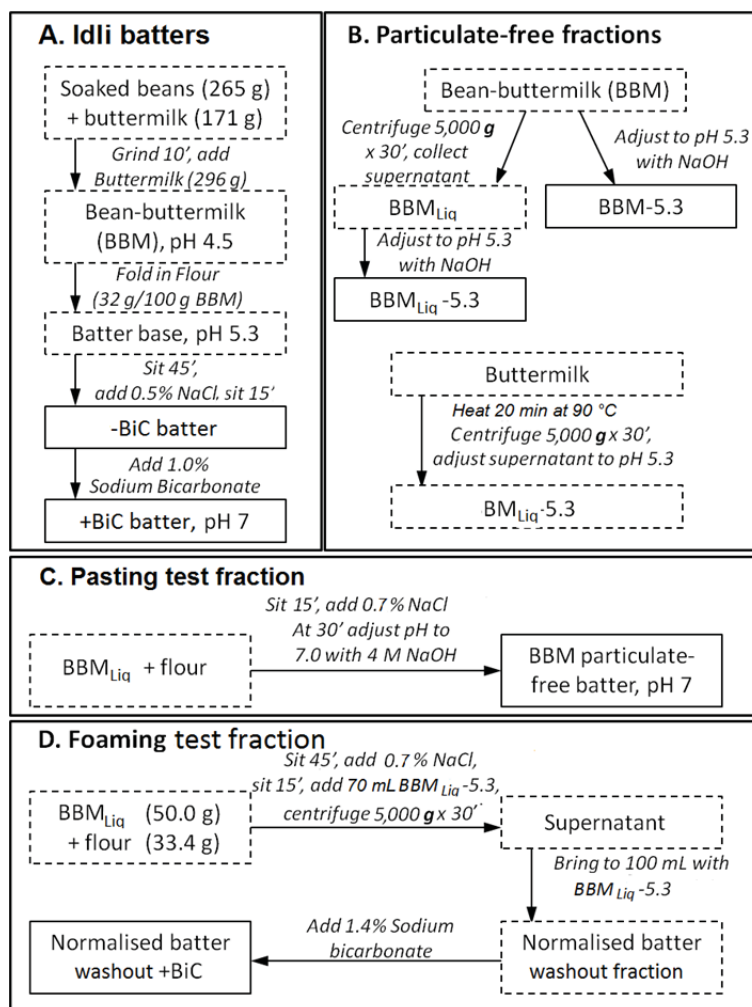 A. Idli batters
Soaked beans (265 g)
+ buttermilk (171 g)
Grind 10’, add
Buttermilk (296 g)
Bean-buttermilk
(BBM), pH 4.5
Fold in Flour
(32 g/100 g BBM)
Batter base, pH 5.3
Sit 45’,
add 0.5% NaCl, sit 15’
-BiC batter
Add 1.0%
Sodium Bicarbonate
+BiC batter, pH 7
B. Particulate-free fractions
Bean-buttermilk (BBM)
Centrifuge 5,000 g
x 30’, collect
supernatant
Adjust to pH 5.3
with NaOH
BBM-5.3
BBMLiq
Adjust to pH 5.3
with NaOH
BBMLiq -5.3
Buttermilk
Heat 20 min at 90 °C
Centrifuge 5,000 g x 30’,
adjust supernatant to pH 5.3
BMLiq-5.3
C. Pasting test fraction
BBMLiq + flour
Sit 15’, add 0.7% NaCl
At 30’ adjust pH to
7.0 with 4 M NaOH
BBM particulate-
free batter, pH 7
D. Foaming test fraction
BBMLiq (50.0 g)
+ flour (33.4 g)
Sit 45’, add 0.7% NaCl,
sit 15’, add 70 mL BBMLiq -5.3,
centrifuge 5,000 g x 30’
Supernatant
Bring to 100 mL with
BBM Liq -5.3
Normalised batter
washout fraction
Add 1.4% Sodium
bicarbonate
Normalised batter
washout +BiC